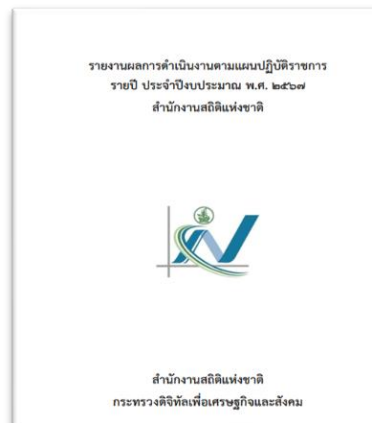 รายงานผลการดำเนินงานตามแผนปฏิบัติราชการ
รายปี ประจำปีงบประมาณ พ.ศ. ๒๕๖๗
สำนักงานสถิติแห่งชาติ
สำนักงานสถิติแห่งชาติ
กระทรวงดิจิทัลเพื่อเศรษฐกิจและสังคม